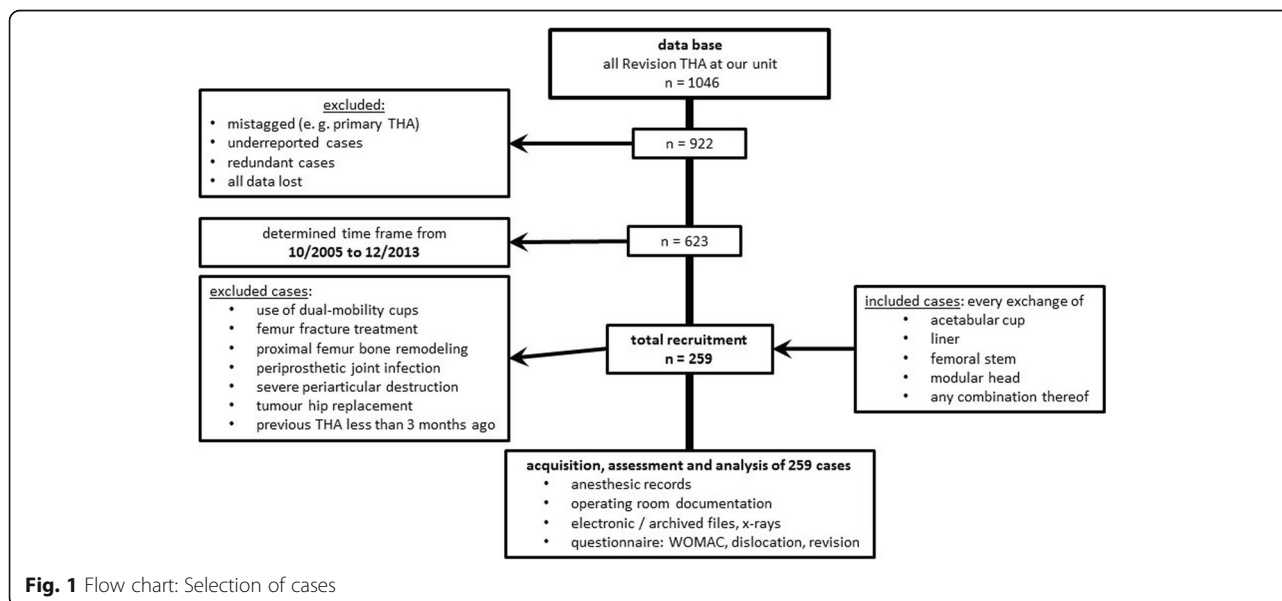 data base
all Revision THA at our unit
n = 1046
excluded:
• mistagged (e. g. primary THA)
• underreported cases
• redundant cases
• all data lost
n = 922
determined time frame from
10/2005 to 12/2013
n = 623
excluded cases:
• use of dual-mobility cups
• femur fracture treatment
• proximal femur bone remodeling
• periprosthetic joint infection
• severe periarticular destruction
• tumour hip replacement
• previous THA less than 3 months ago
total recruitment
n = 259
included cases: every exchange of
• acetabular cup
• liner
• femoral stem
• modular head
• any combination thereof
acquisition, assessment and analysis of 259 cases
• anesthesic records
• operating room documentation
• electronic / archived files, x-rays
• questionnaire: WOMAC, dislocation, revision
Fig. 1 Flow chart: Selection of cases